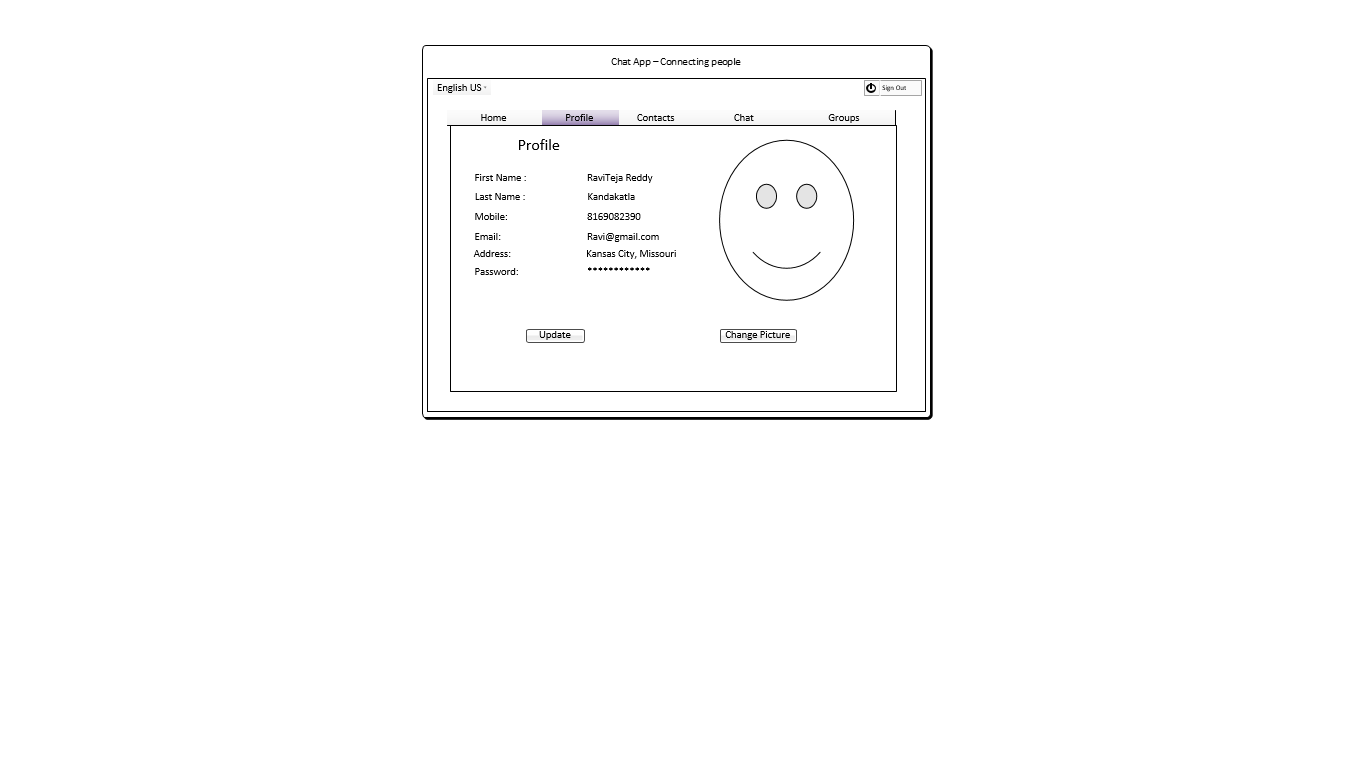 Chat App – Connecting people
English US
Sign Out
Home Profile Contacts Chat Groups
Profile
First Name : RaviTeja Reddy
Last Name : Kandakatla
Mobile: 8169082390
Email: Ravi@gmail.com
Address: Kansas City, Missouri
Password: ************
Update Change Picture